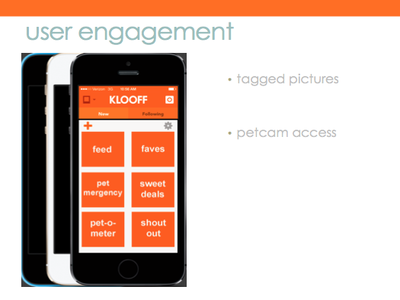 user engagement
• tagged pictures
• petcam access
KLOOFF
New Following
feed faves
pet sweet
mergency deals
pet-o- shout
meter out